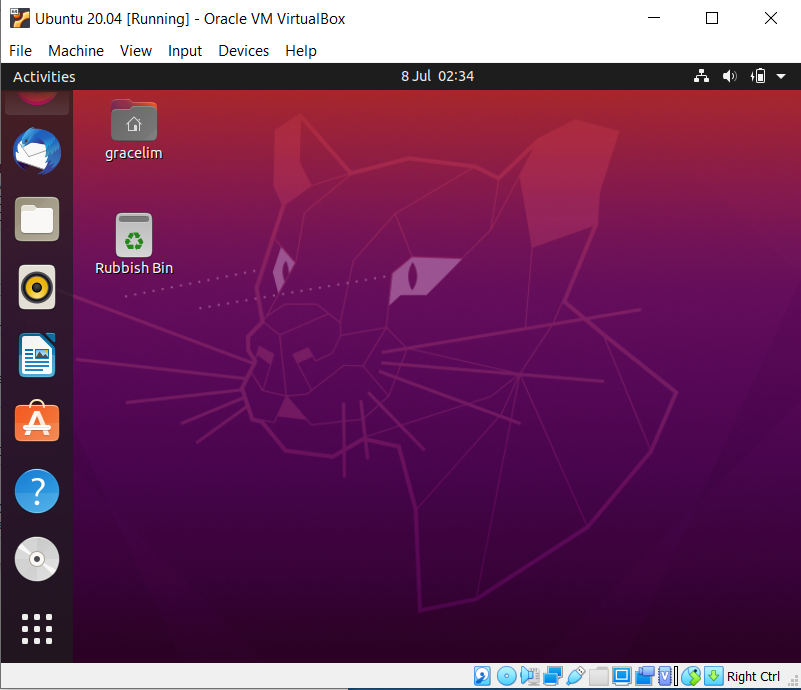 Ubuntu 20.04 [Running] - Oracle VM VirtualBox
File Machine View Input Devices Help
Activities 8 Jul 02:34
gracelim
Rubbish Bin
Right Ctrl